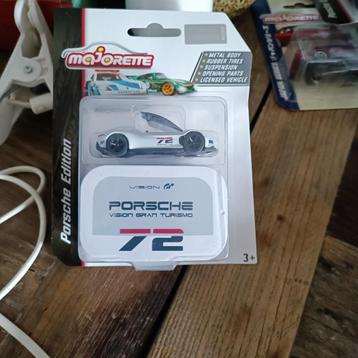 majorette
• METAL BODY
• RUBBER TIRES
• SUSPENSION
• OPENING PARTS
• LICENSED VEHICLE
Porsche Edition
72
VISION GT
PORSCHE
VISION GRAN TURISMO
72
3+
majorette